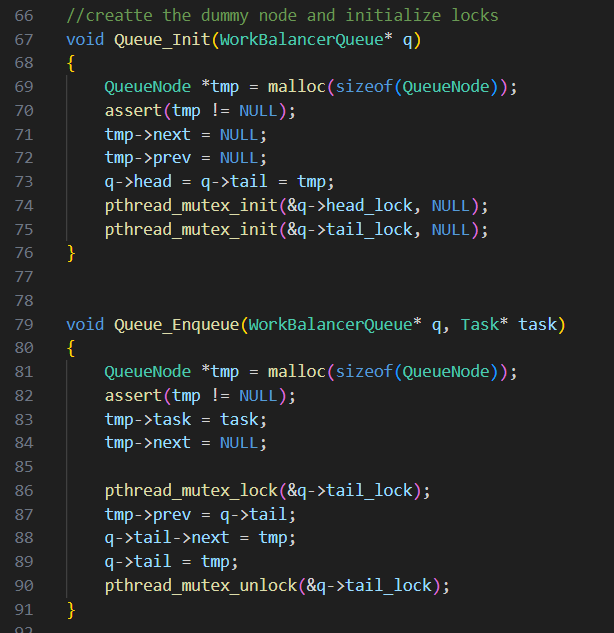 66 //creatte the dummy node and initialize locks
67 void Queue_Init(WorkBalancerQueue* q)
68 {
69     QueueNode *tmp = malloc(sizeof(QueueNode));
70     assert(tmp != NULL);
71     tmp->next = NULL;
72     tmp->prev = NULL;
73     q->head = q->tail = tmp;
74     pthread_mutex_init(&q->head_lock, NULL);
75     pthread_mutex_init(&q->tail_lock, NULL);
76 }
77
78
79 void Queue_Enqueue(WorkBalancerQueue* q, Task* task)
80 {
81     QueueNode *tmp = malloc(sizeof(QueueNode));
82     assert(tmp != NULL);
83     tmp->task = task;
84     tmp->next = NULL;
85
86     pthread_mutex_lock(&q->tail_lock);
87     tmp->prev = q->tail;
88     q->tail->next = tmp;
89     q->tail = tmp;
90     pthread_mutex_unlock(&q->tail_lock);
91 }
92